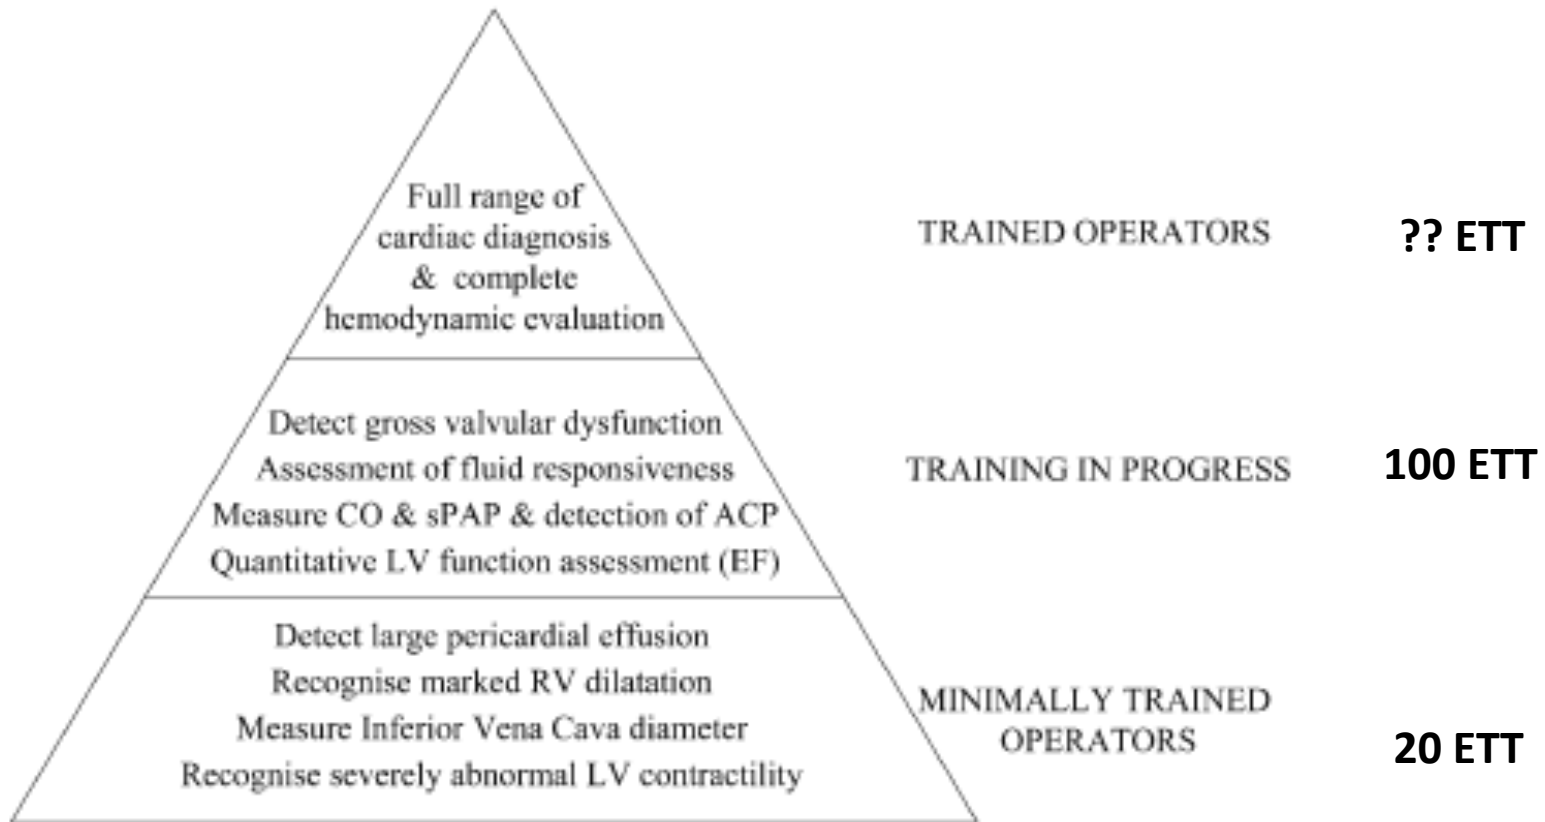 Full range of
cardiac diagnosis
& complete
hemodynamic evaluation
TRAINED OPERATORS
?? ETT
Detect gross valvular dysfunction
Assessment of fluid responsiveness
Measure CO & sPAP & detection of ACP
Quantitative LV function assessment (EF)
TRAINING IN PROGRESS
100 ETT
Detect large pericardial effusion
Recognise marked RV dilatation
Measure Inferior Vena Cava diameter
Recognise severely abnormal LV contractility
MINIMALLY TRAINED
OPERATORS
20 ETT